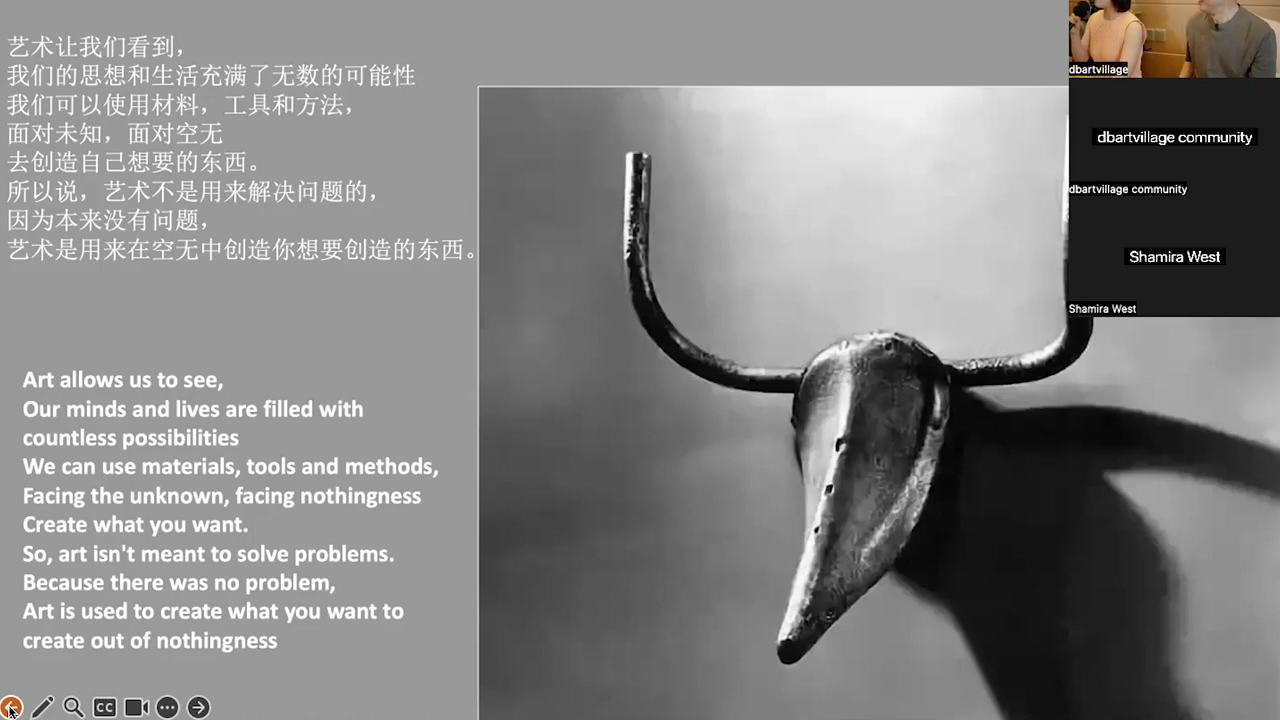 艺术让我们看到，
我们的思想和生活充满了无数的可能性
我们可以使用材料，工具和方法，
面对未知，面对空无
去创造自己想要的东西。
所以说，艺术不是用来解决问题的，
因为本来没有问题，
艺术是用来在空无中创造你想要创造的东西。
Art allows us to see,
Our minds and lives are filled with
countless possibilities
We can use materials, tools and methods,
Facing the unknown, facing nothingness
Create what you want.
So, art isn't meant to solve problems.
Because there was no problem,
Art is used to create what you want to
create out of nothingness
dbartvillage
dbartvillage community
dbartvillage community
Shamira West
Shamira West
CC